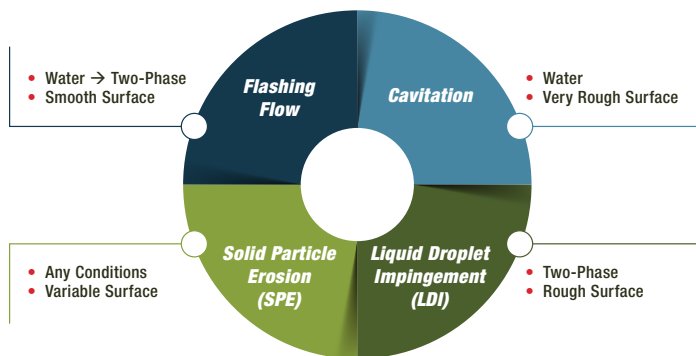 Flashing
Flow
• Water → Two-Phase
• Smooth Surface
Cavitation
• Water
• Very Rough Surface
Solid Particle
Erosion
(SPE)
• Any Conditions
• Variable Surface
Liquid Droplet
Impingement
(LDI)
• Two-Phase
• Rough Surface